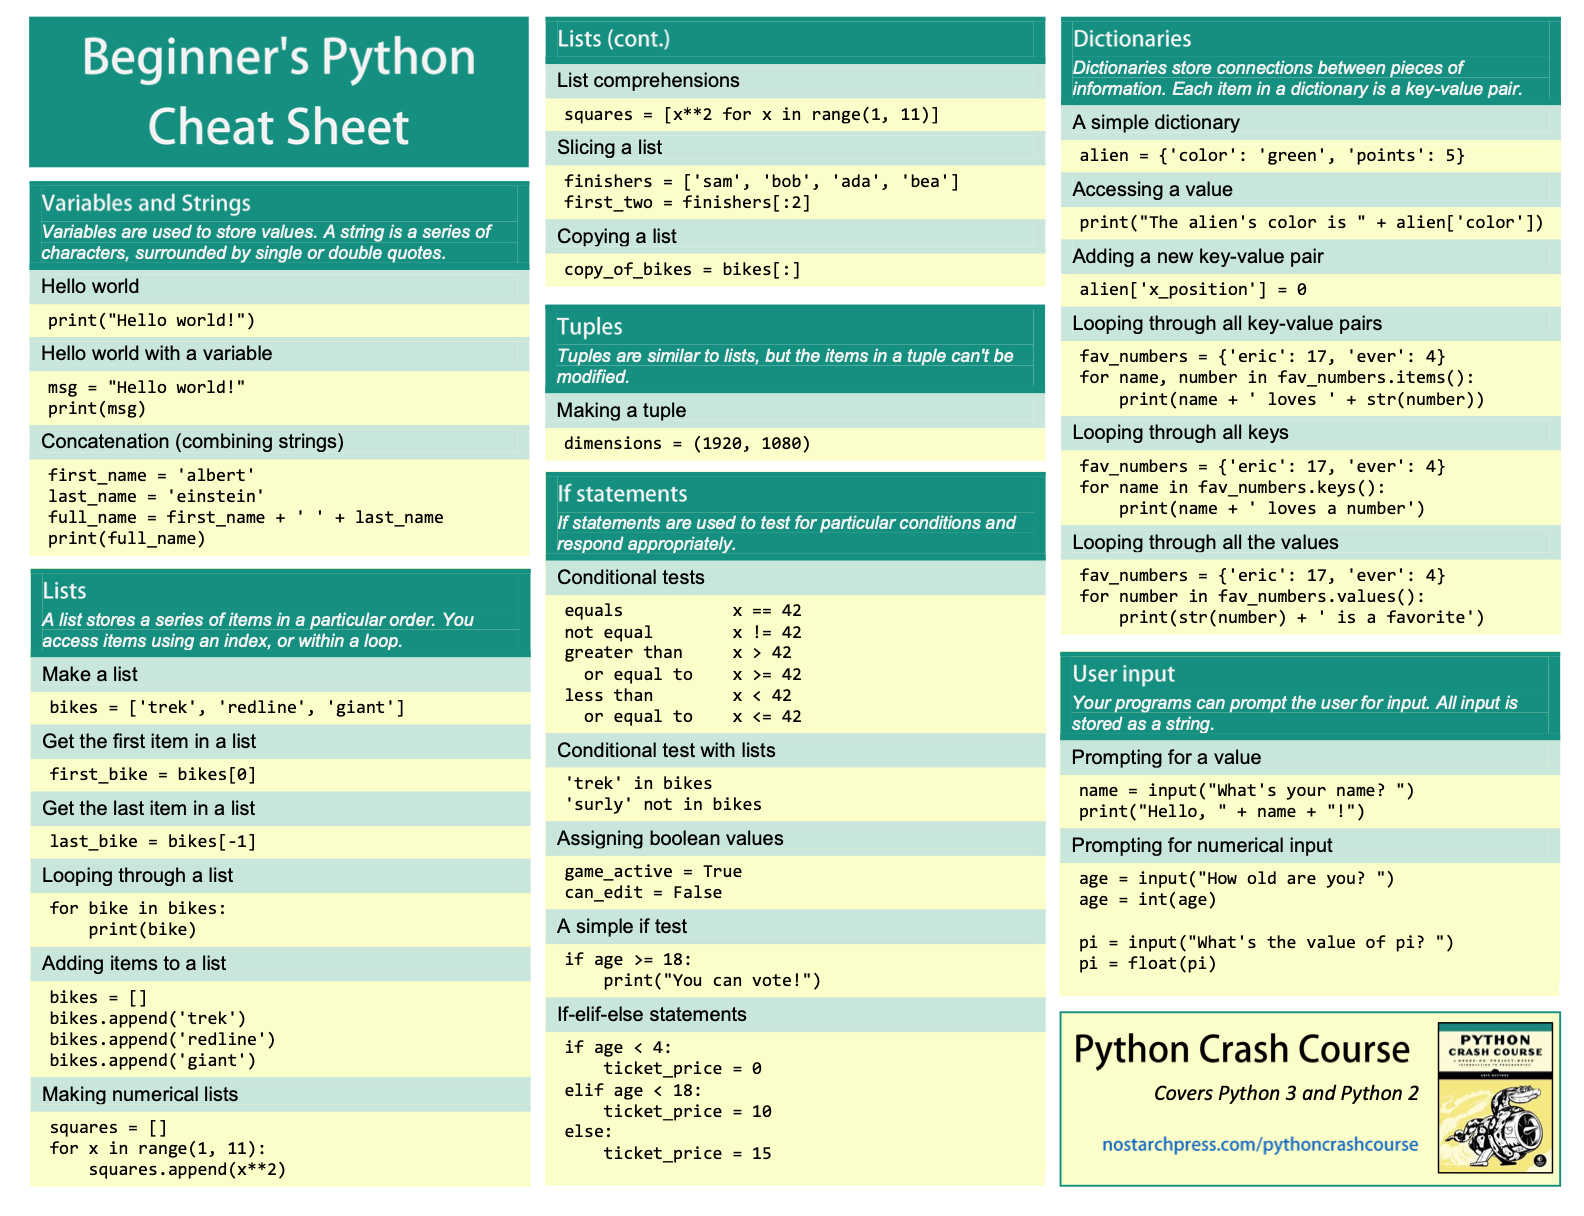 Beginner's Python
Cheat Sheet
Variables and Strings
Variables are used to store values. A string is a series of
characters, surrounded by single or double quotes.
Hello world
print("Hello world!")
Hello world with a variable
msg = "Hello world!"
print(msg)
Concatenation (combining strings)
first_name = 'albert'
last_name = 'einstein'
full_name = first_name + ' ' + last_name
print(full_name)
Lists
A list stores a series of items in a particular order. You
access items using an index, or within a loop.
Make a list
bikes = ['trek', 'redline', 'giant']
Get the first item in a list
first_bike = bikes[0]
Get the last item in a list
last_bike = bikes[-1]
Looping through a list
for bike in bikes:
    print(bike)
Adding items to a list
bikes = []
bikes.append('trek')
bikes.append('redline')
bikes.append('giant')
Making numerical lists
squares = []
for x in range(1, 11):
    squares.append(x**2)
Lists (cont.)
List comprehensions
squares = [x**2 for x in range(1, 11)]
Slicing a list
finishers = ['sam', 'bob', 'ada', 'bea']
first_two = finishers[:2]
Copying a list
copy_of_bikes = bikes[:]
Tuples
Tuples are similar to lists, but the items in a tuple can't be
modified.
Making a tuple
dimensions = (1920, 1080)
If statements
If statements are used to test for particular conditions and
respond appropriately.
Conditional tests
equals x == 42
not equal x != 42
greater than x > 42
  or equal to x >= 42
less than x < 42
  or equal to x <= 42
Conditional test with lists
'trek' in bikes
'surly' not in bikes
Assigning boolean values
game_active = True
can_edit = False
A simple if test
if age >= 18:
    print("You can vote!")
If-elif-else statements
if age < 4:
    ticket_price = 0
elif age < 18:
    ticket_price = 10
else:
    ticket_price = 15
Dictionaries
Dictionaries store connections between pieces of
information. Each item in a dictionary is a key-value pair.
A simple dictionary
alien = {'color': 'green', 'points': 5}
Accessing a value
print("The alien's color is " + alien['color'])
Adding a new key-value pair
alien['x_position'] = 0
Looping through all key-value pairs
fav_numbers = {'eric': 17, 'ever': 4}
for name, number in fav_numbers.items():
    print(name + ' loves ' + str(number))
Looping through all keys
fav_numbers = {'eric': 17, 'ever': 4}
for name in fav_numbers.keys():
    print(name + ' loves a number')
Looping through all the values
fav_numbers = {'eric': 17, 'ever': 4}
for number in fav_numbers.values():
    print(str(number) + ' is a favorite')
User input
Your programs can prompt the user for input. All input is
stored as a string.
Prompting for a value
name = input("What's your name? ")
print("Hello, " + name + "!")
Prompting for numerical input
age = input("How old are you? ")
age = int(age)
pi = input("What's the value of pi? ")
pi = float(pi)
Python Crash Course
Covers Python 3 and Python 2
nostarchpress.com/pythoncrashcourse
PYTHON
CRASH COURSE
A HANDS-ON, PROJECT-BASED
INTRODUCTION TO PROGRAMMING
ERIC MATTHES